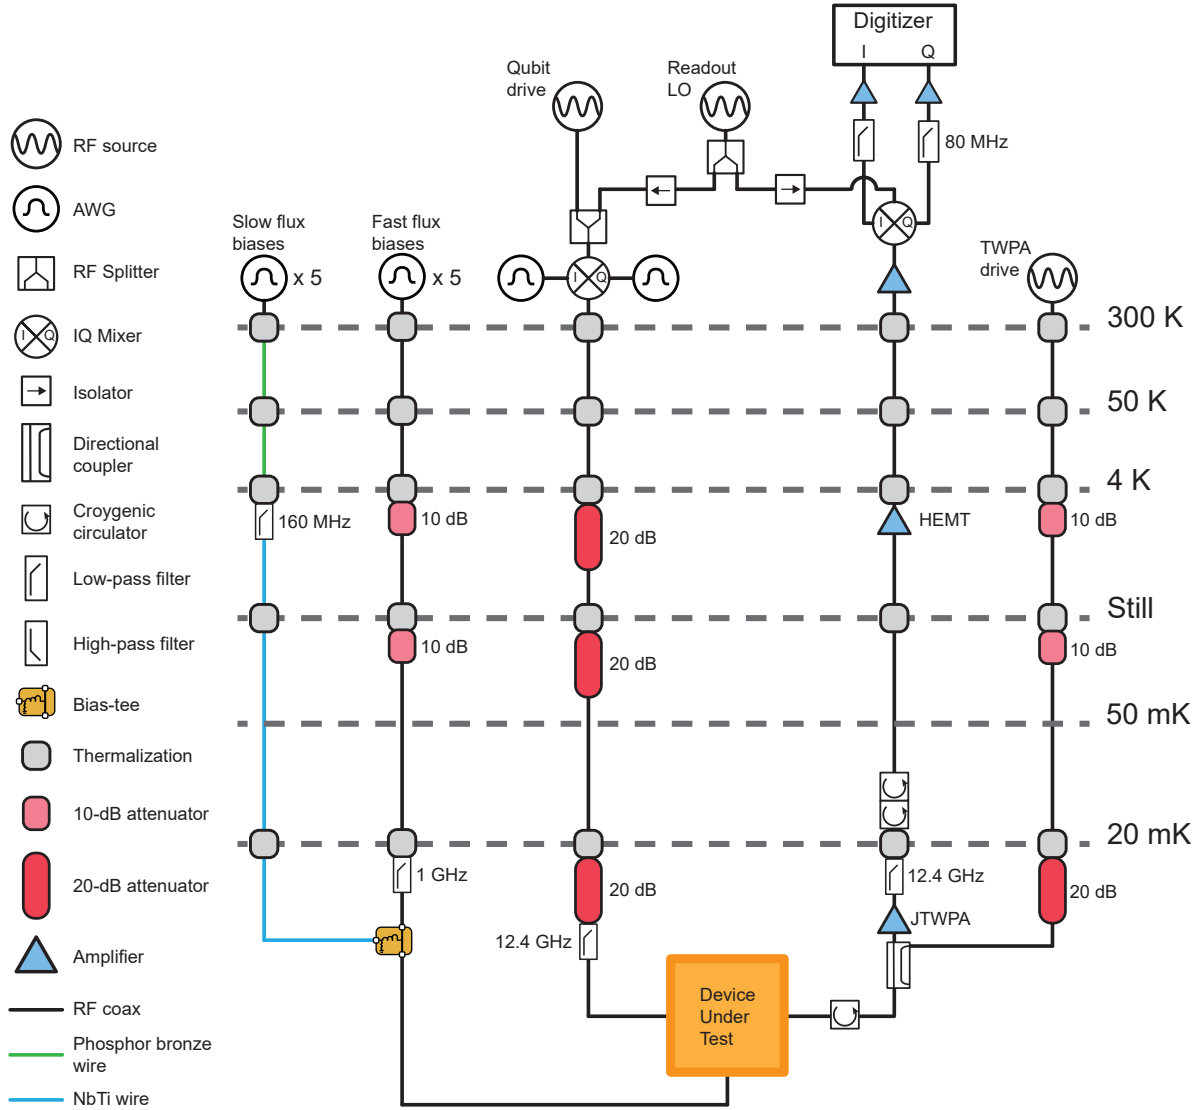 Digitizer
I Q
Qubit
drive
Readout
LO
80 MHz
RF source
AWG
RF Splitter
I Q
IQ Mixer
Isolator
Directional
coupler
Croygenic
circulator
Low-pass filter
High-pass filter
Bias-tee
Thermalization
10-dB attenuator
20-dB attenuator
Amplifier
RF coax
Phosphor bronze
wire
NbTi wire
Slow flux
biases
x 5
Fast flux
biases
x 5
I Q
I Q
TWPA
drive
300 K
50 K
4 K
160 MHz
10 dB
20 dB
HEMT
10 dB
Still
10 dB
20 dB
10 dB
50 mK
20 mK
1 GHz
20 dB
12.4 GHz
20 dB
12.4 GHz
JTWPA
Device
Under
Test